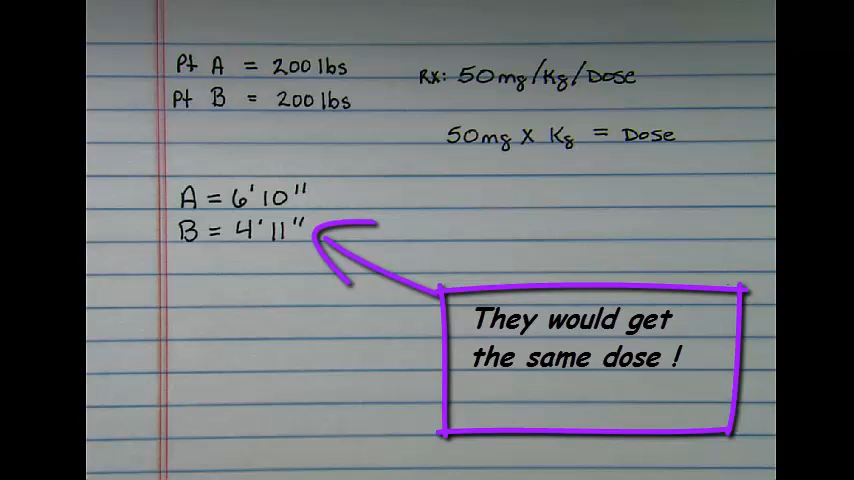 Pt A = 200 lbs
Pt B = 200 lbs
RX: 50mg/Kg/Dose
50mg X Kg = Dose
A = 6'10"
B = 4'11"
They would get
the same dose !